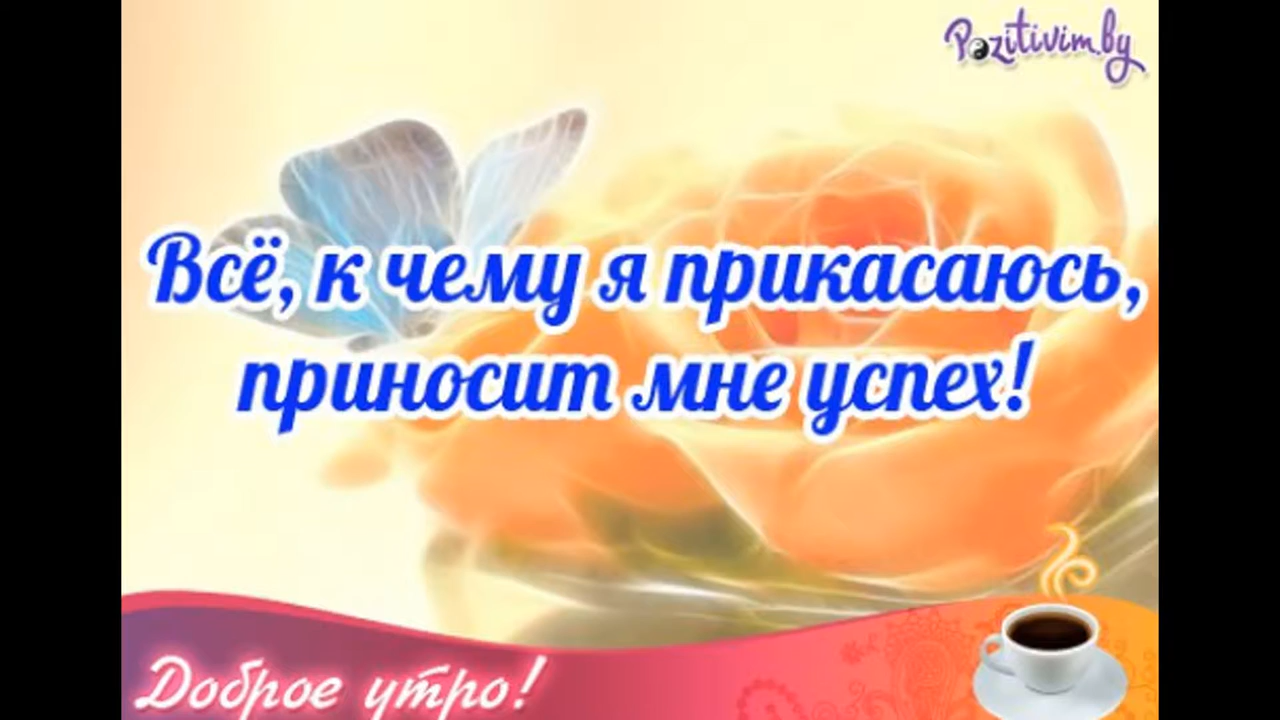 Pozitivim.by
Всё, к чему я прикасаюсь,
приносит мне успех!
Доброе утро!